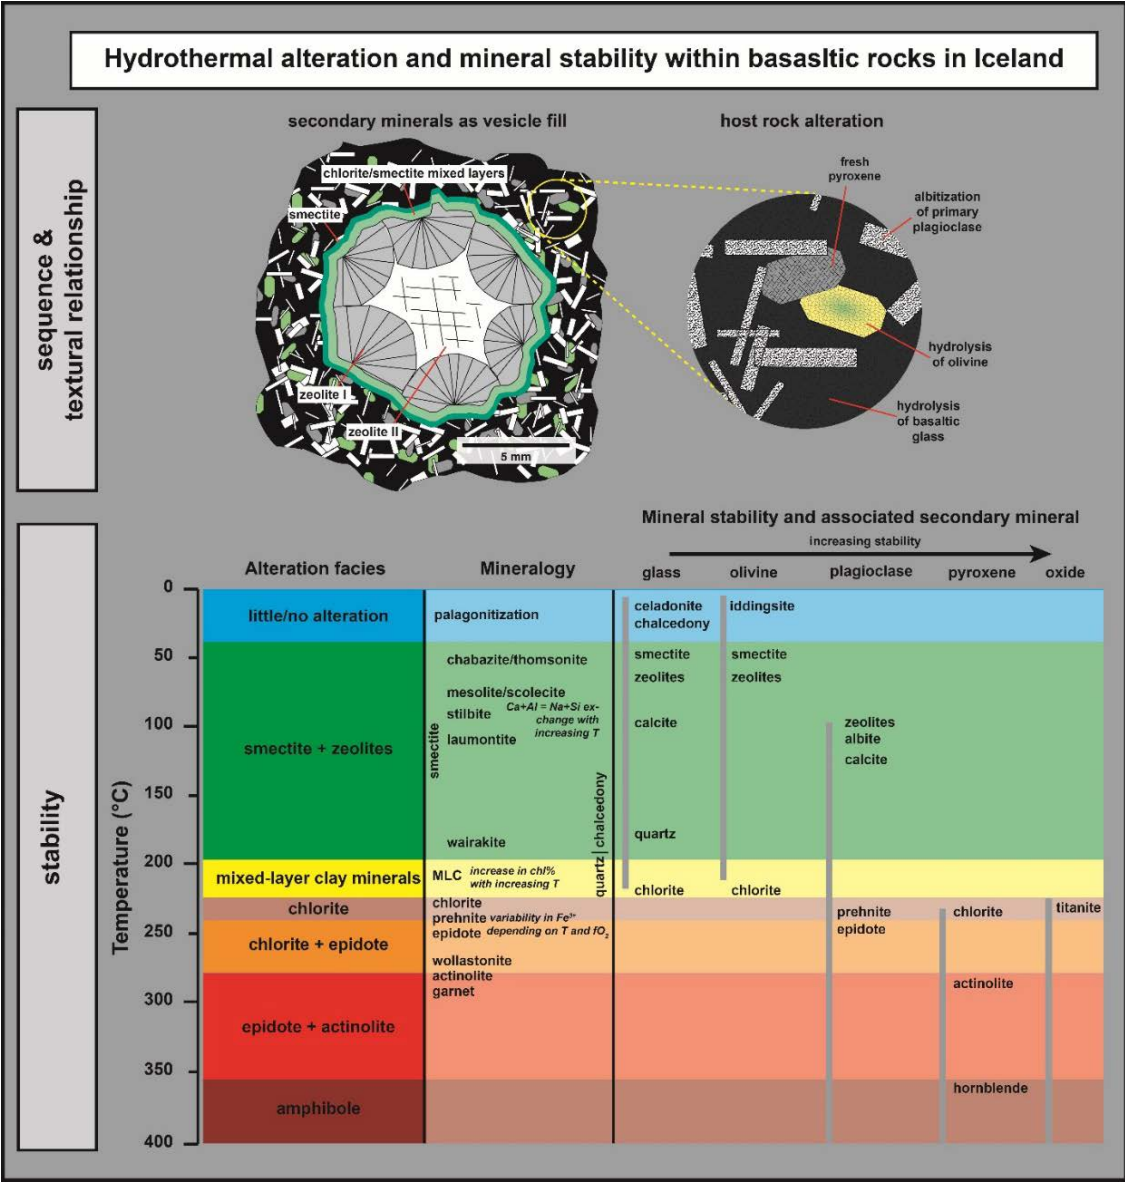 Hydrothermal alteration and mineral stability within basasltic rocks in Iceland
sequence &
textural relationship
secondary minerals as vesicle fill
chlorite/smectite mixed layers
smectite
zeolite I
zeolite II
5 mm
host rock alteration
fresh
pyroxene
albitization
of primary
plagioclase
hydrolysis
of olivine
hydrolysis
of basaltic
glass
stability
Mineral stability and associated secondary mineral
increasing stability
Alteration facies
Mineralogy
glass
olivine
plagioclase
pyroxene
oxide
Temperature (°C)
0
50
100
150
200
250
300
350
400
little/no alteration
smectite + zeolites
mixed-layer clay minerals
chlorite
chlorite + epidote
epidote + actinolite
amphibole
palagonitization
chabazite/thomsonite
mesolite/scolecite
stilbite
Ca+Al = Na+Si ex-
change with
increasing T
laumontite
smectite
wairakite
quartz | chalcedony
MLC
increase in chl%
with increasing T
chlorite
prehnite variability in Fe³⁺
epidote depending on T and fO₂
wollastonite
actinolite
garnet
celadonite
chalcedony
smectite
zeolites
calcite
quartz
chlorite
iddingsite
smectite
zeolites
chlorite
zeolites
albite
calcite
prehnite
epidote
chlorite
actinolite
hornblende
titanite